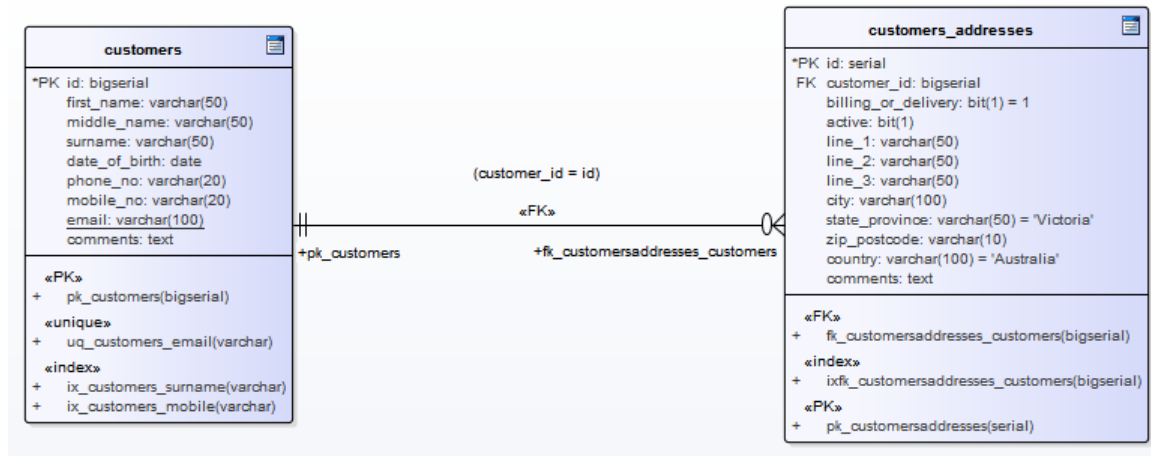 customers
*PK id: bigserial
first_name: varchar(50)
middle_name: varchar(50)
surname: varchar(50)
date_of_birth: date
phone_no: varchar(20)
mobile_no: varchar(20)
email: varchar(100)
comments: text
«PK»
+ pk_customers(bigserial)
«unique»
+ uq_customers_email(varchar)
«index»
+ ix_customers_surname(varchar)
+ ix_customers_mobile(varchar)
(customer_id = id)
«FK»
+pk_customers
+fk_customersaddresses_customers
customers_addresses
*PK id: serial
FK customer_id: bigserial
billing_or_delivery: bit(1) = 1
active: bit(1)
line_1: varchar(50)
line_2: varchar(50)
line_3: varchar(50)
city: varchar(100)
state_province: varchar(50) = 'Victoria'
zip_postcode: varchar(10)
country: varchar(100) = 'Australia'
comments: text
«FK»
+ fk_customersaddresses_customers(bigserial)
«index»
+ ixfk_customersaddresses_customers(bigserial)
«PK»
+ pk_customersaddresses(serial)